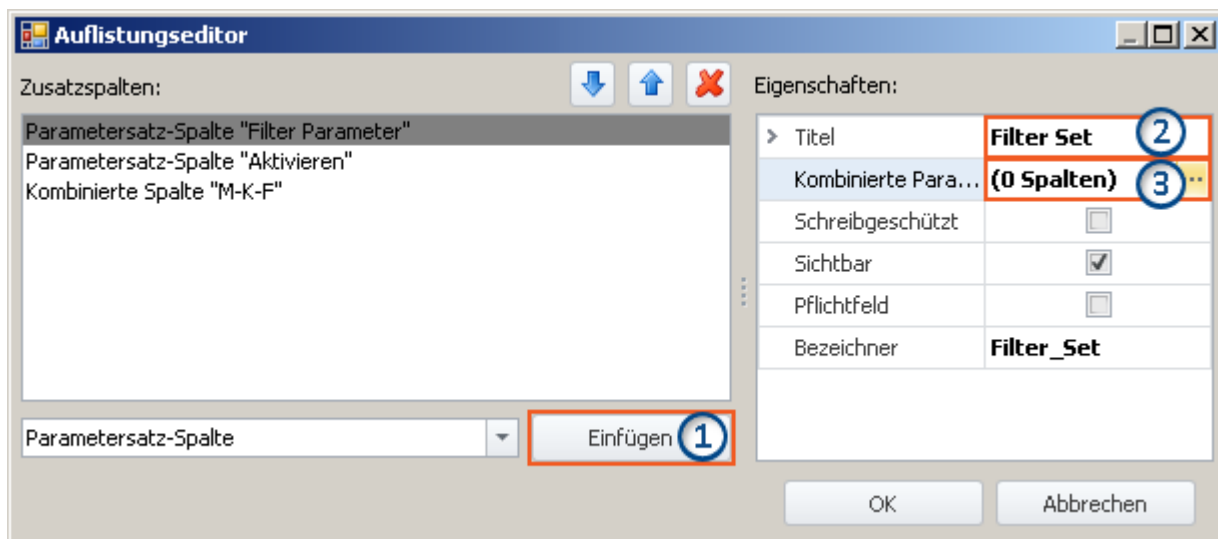 Auflistungseditor
Zusatzspalten:
Parametersatz-Spalte "Filter Parameter"
Parametersatz-Spalte "Aktivieren"
Kombinierte Spalte "M-K-F"
Parametersatz-Spalte
Einfügen 1
Eigenschaften:
Titel Filter Set 2
Kombinierte Para... (0 Spalten) 3 ..
Schreibgeschützt
Sichtbar
Pflichtfeld
Bezeichner Filter_Set
OK Abbrechen